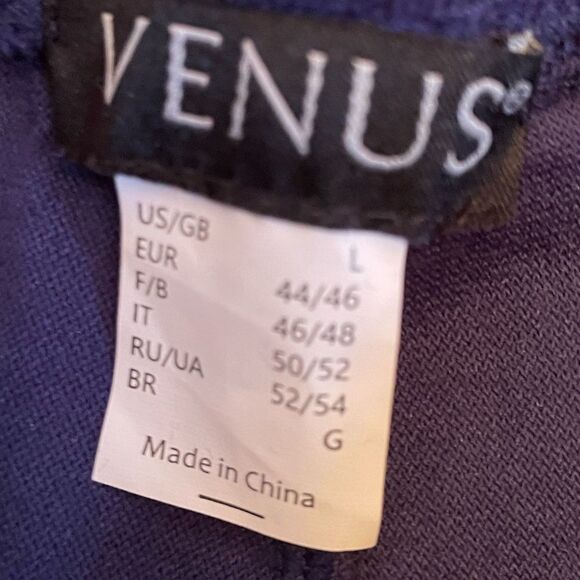 VENUS®
US/GB L
EUR 44/46
F/B 46/48
IT 50/52
RU/UA 52/54
BR G
Made in China